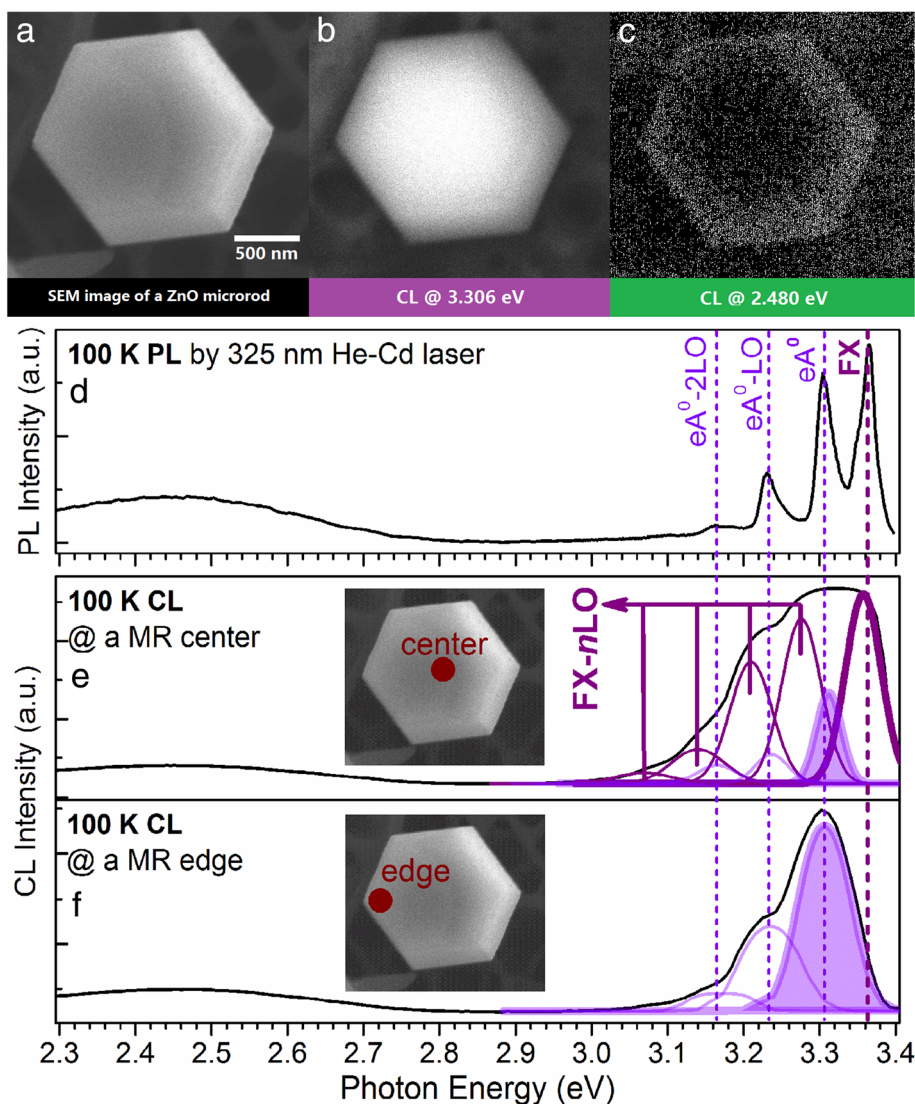 a
b
c
500 nm
SEM image of a ZnO microrod
CL @ 3.306 eV
CL @ 2.480 eV
100 K PL by 325 nm He-Cd laser
d
eA⁰-2LO
eA⁰-LO
eA⁰
FX
PL Intensity (a.u.)
100 K CL
@ a MR center
e
center
FX-nLO
CL Intensity (a.u.)
100 K CL
@ a MR edge
f
edge
2.3 2.4 2.5 2.6 2.7 2.8 2.9 3.0 3.1 3.2 3.3 3.4
Photon Energy (eV)